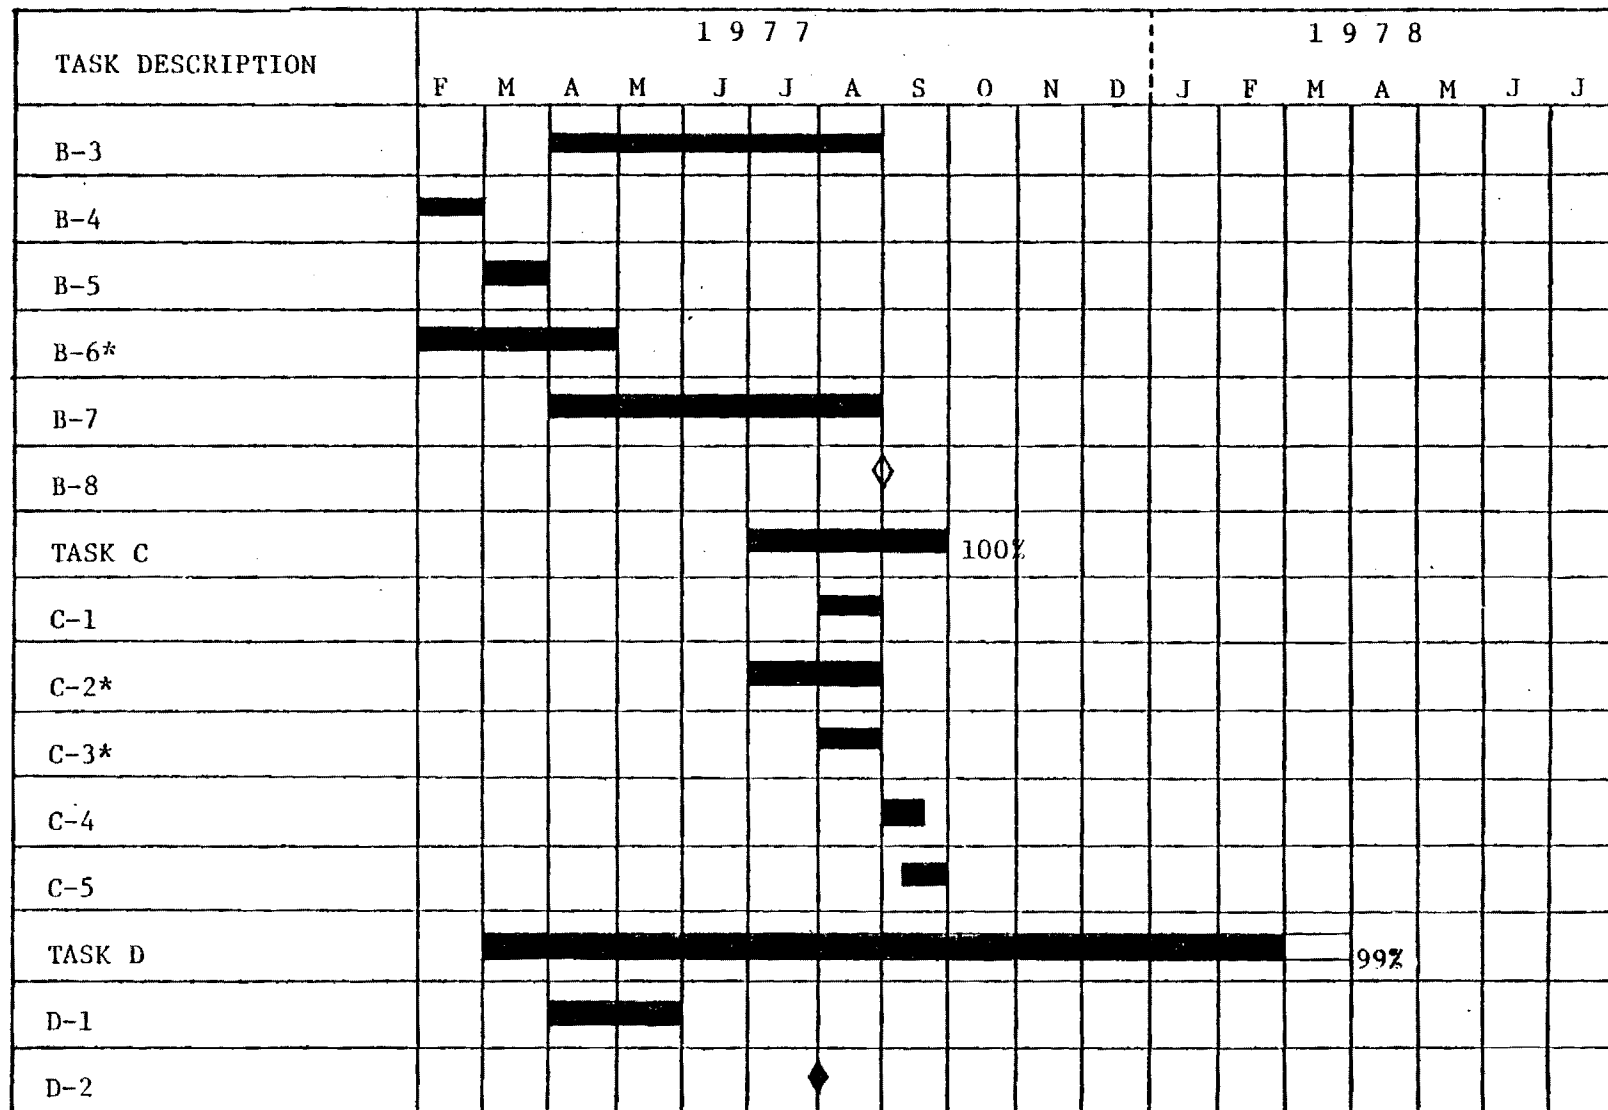 1 9 7 7 1 9 7 8
TASK DESCRIPTION
F M A M J J A S O N D J F M A M J J
B-3
B-4
B-5
B-6*
B-7
B-8
TASK C 100%
C-1
C-2*
C-3*
C-4
C-5
TASK D 99%
D-1
D-2